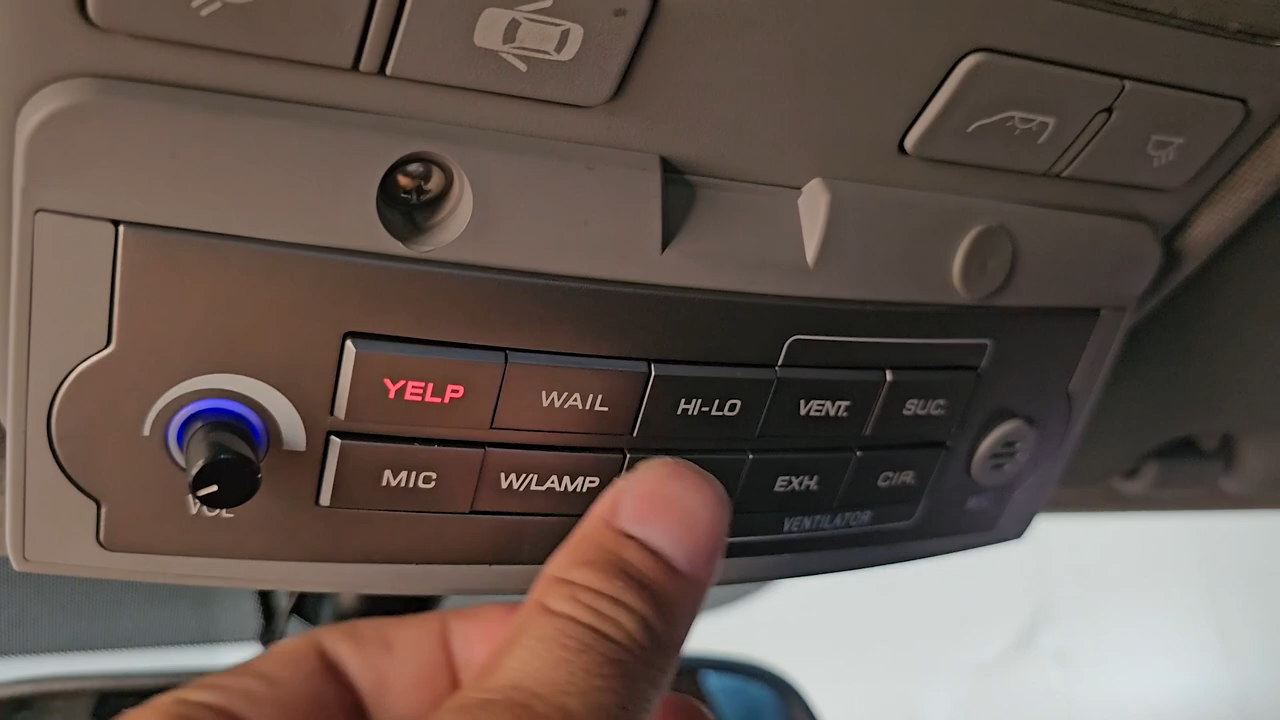 YELP WAIL HI-LO VENT. SUC.
MIC W/LAMP EXH. CIR.
VENTILATOR
VOL